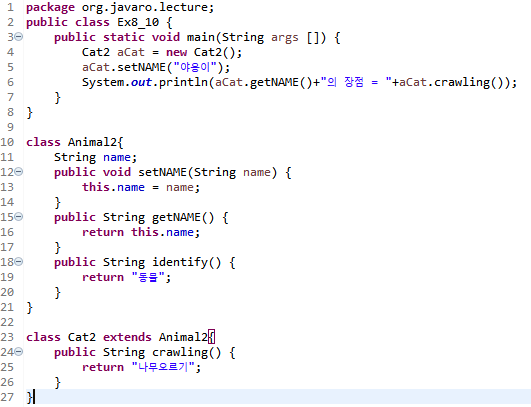 1 package org.javaro.lecture;
2 public class Ex8_10 {
3 public static void main(String args []) {
4 Cat2 aCat = new Cat2();
5 aCat.setNAME("야옹이");
6 System.out.println(aCat.getNAME()+"의 장점 = "+aCat.crawling());
7 }
8 }
9
10 class Animal2{
11 String name;
12 public void setNAME(String name) {
13 this.name = name;
14 }
15 public String getNAME() {
16 return this.name;
17 }
18 public String identify() {
19 return "동물";
20 }
21 }
22
23 class Cat2 extends Animal2{
24 public String crawling() {
25 return "나무오르기";
26 }
27 }